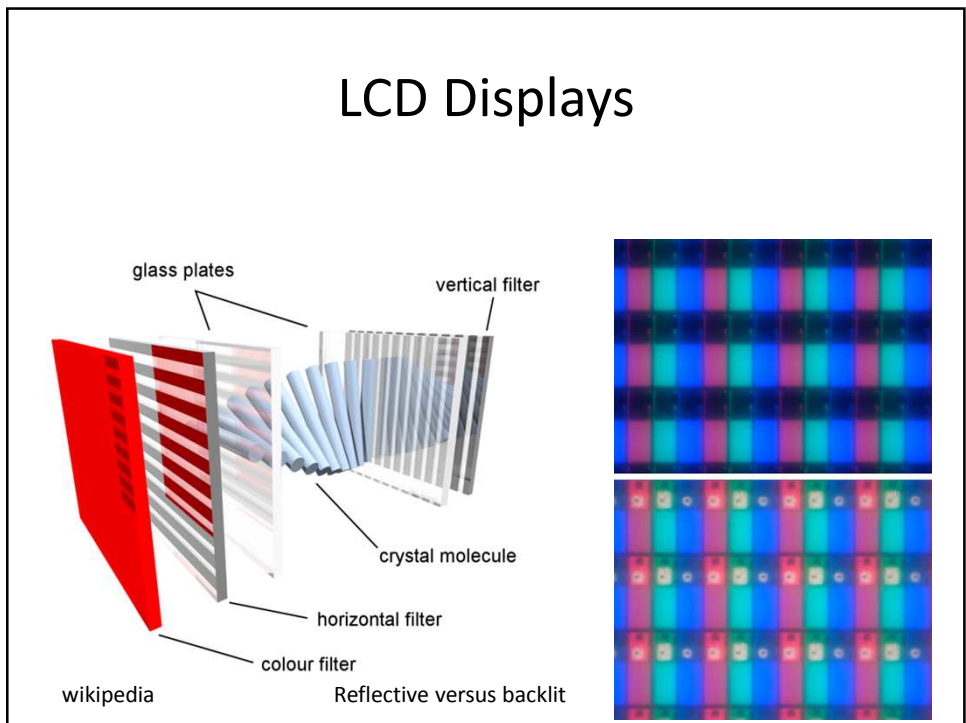 LCD Displays
glass plates
vertical filter
crystal molecule
horizontal filter
colour filter
wikipedia
Reflective versus backlit